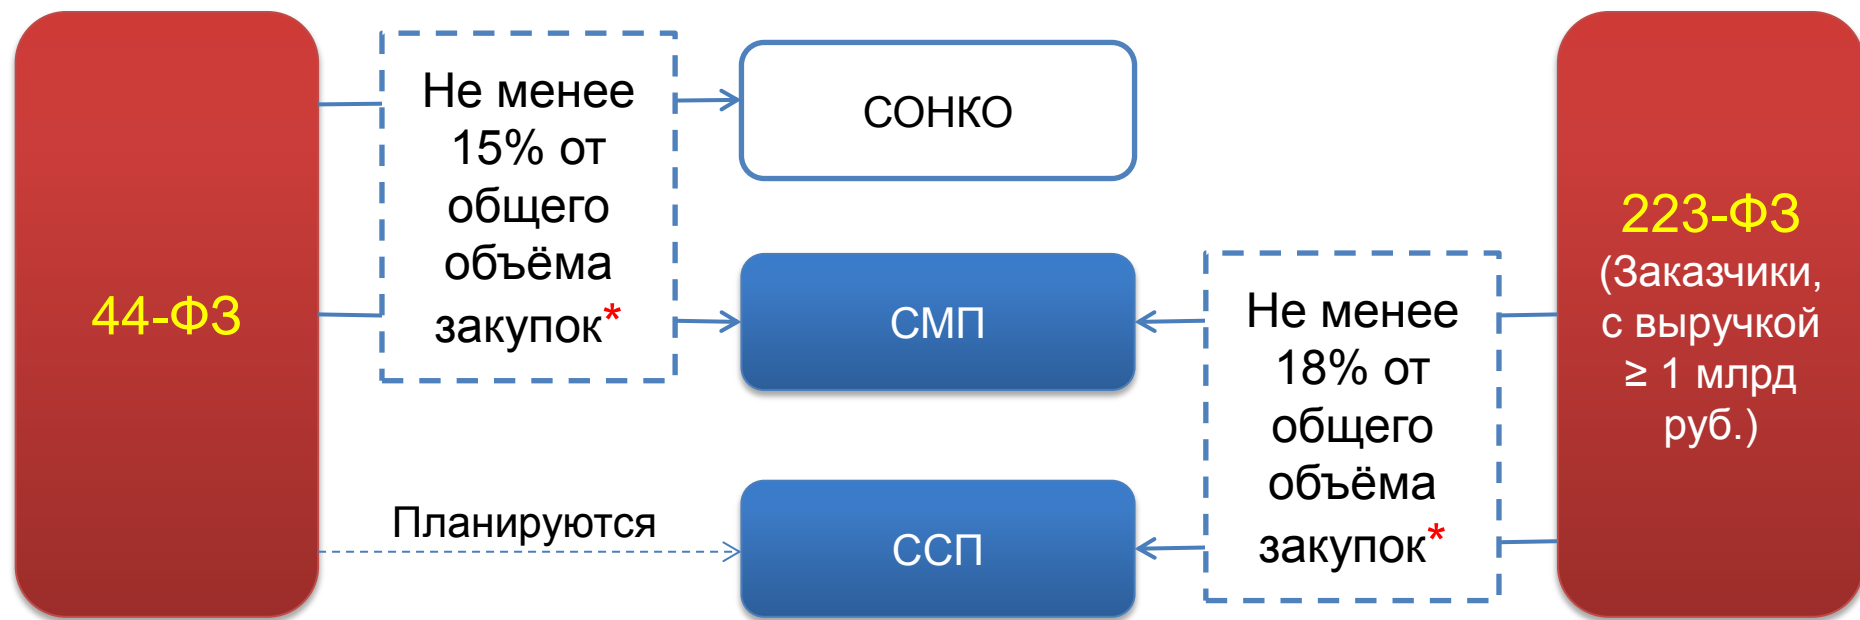 44-ФЗ
Не менее
15% от
общего
объёма
закупок*
Планируются
СОНКО
СМП
ССП
Не менее
18% от
общего
объёма
закупок*
223-ФЗ
(Заказчики,
с выручкой
≥ 1 млрд
руб.)